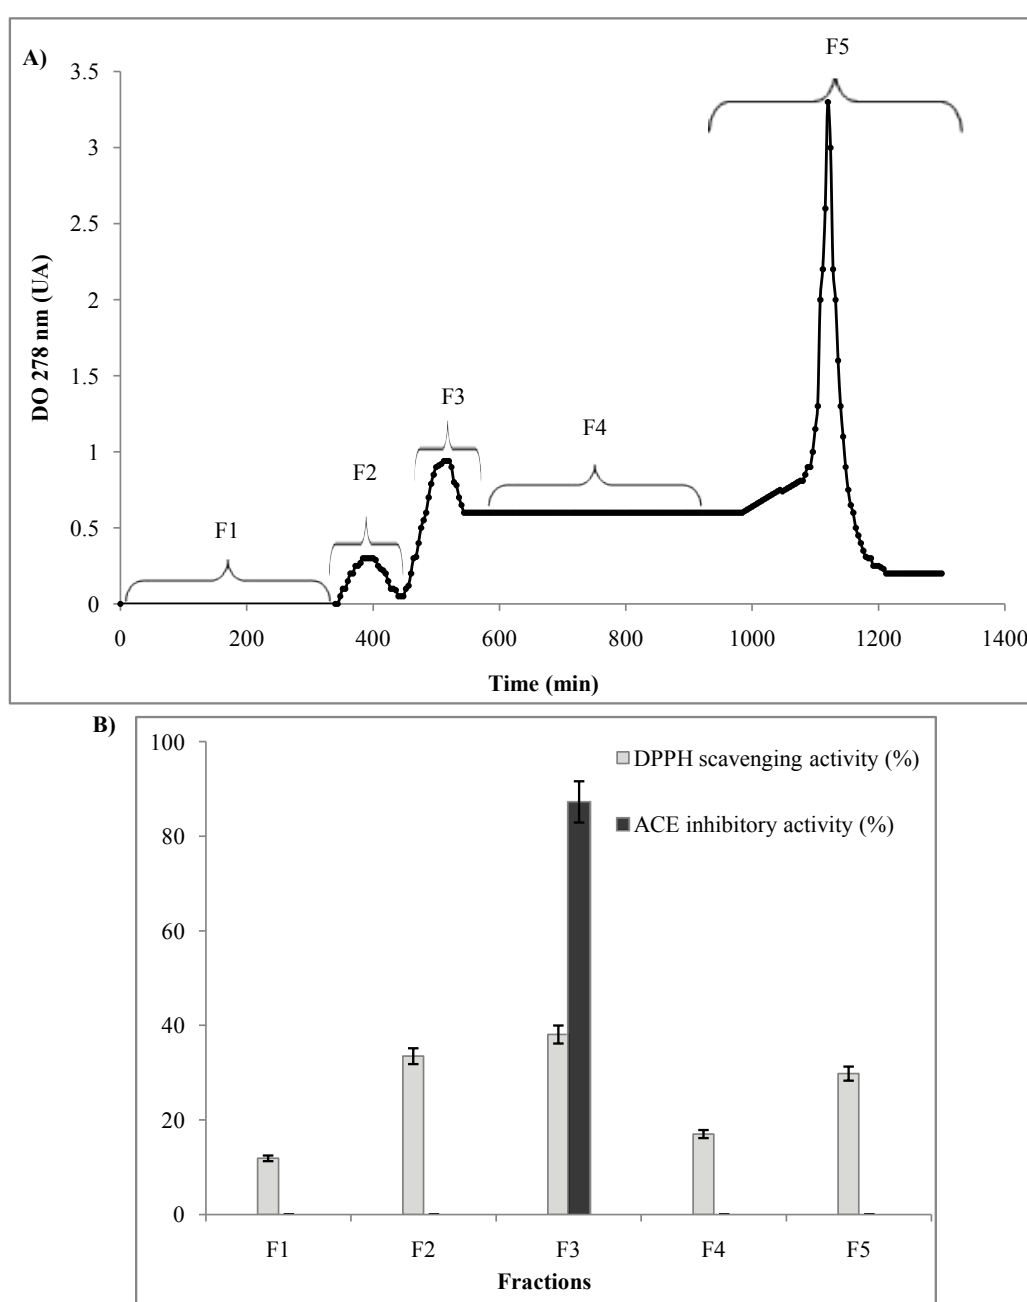 A)
F5
3.5
3
2.5
2
1.5
1
0.5
0
DO 278 nm (UA)
F3
F4
F2
F1
0 200 400 600 800 1000 1200 1400
Time (min)
B)
100
80
60
40
20
0
DPPH scavenging activity (%)
ACE inhibitory activity (%)
F1 F2 F3 F4 F5
Fractions